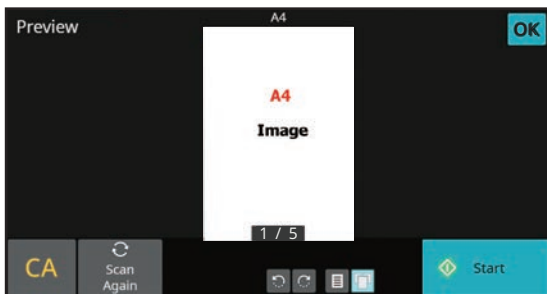 Preview
A4
OK
A4
Image
1 / 5
CA
Scan
Again
Start